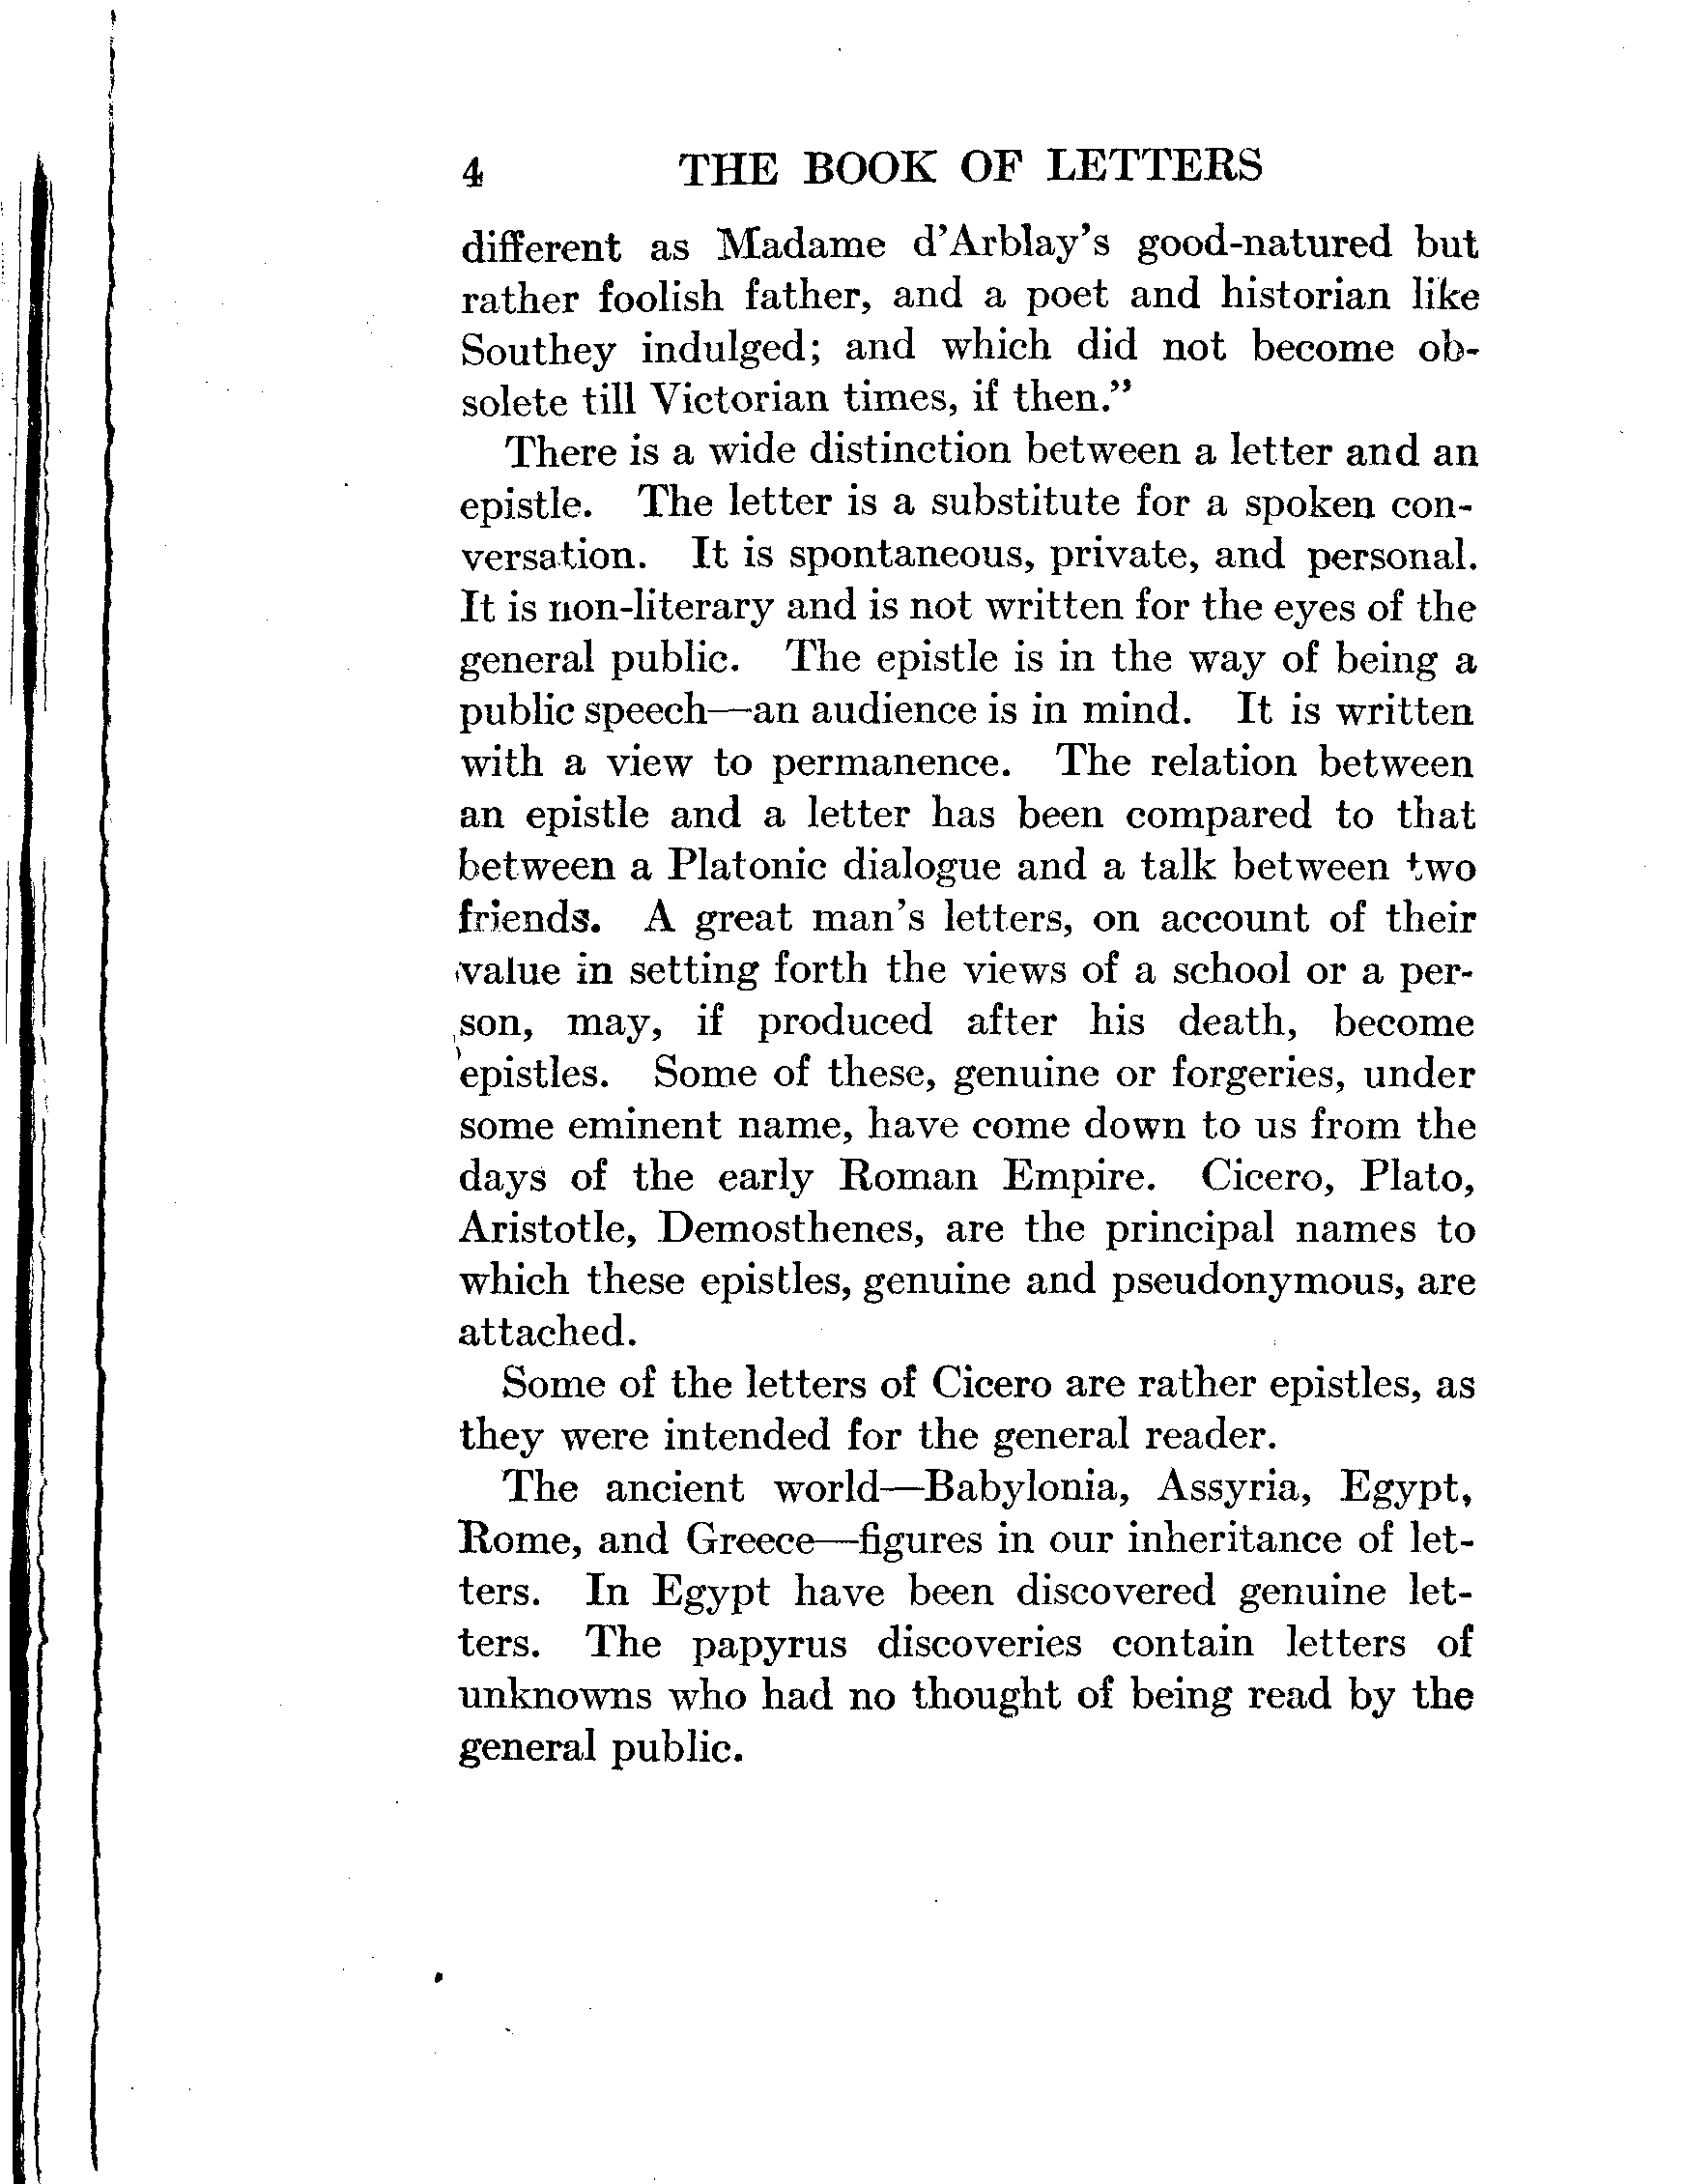 4 THE BOOK OF LETTERS
different as Madame d'Arblay's good-natured but
rather foolish father, and a poet and historian like
Southey indulged; and which did not become ob-
solete till Victorian times, if then."
There is a wide distinction between a letter and an
epistle. The letter is a substitute for a spoken con-
versation. It is spontaneous, private, and personal.
It is non-literary and is not written for the eyes of the
general public. The epistle is in the way of being a
public speech—an audience is in mind. It is written
with a view to permanence. The relation between
an epistle and a letter has been compared to that
between a Platonic dialogue and a talk between two
friends. A great man's letters, on account of their
value in setting forth the views of a school or a per-
son, may, if produced after his death, become
epistles. Some of these, genuine or forgeries, under
some eminent name, have come down to us from the
days of the early Roman Empire. Cicero, Plato,
Aristotle, Demosthenes, are the principal names to
which these epistles, genuine and pseudonymous, are
attached.
Some of the letters of Cicero are rather epistles, as
they were intended for the general reader.
The ancient world—Babylonia, Assyria, Egypt,
Rome, and Greece—figures in our inheritance of let-
ters. In Egypt have been discovered genuine let-
ters. The papyrus discoveries contain letters of
unknowns who had no thought of being read by the
general public.